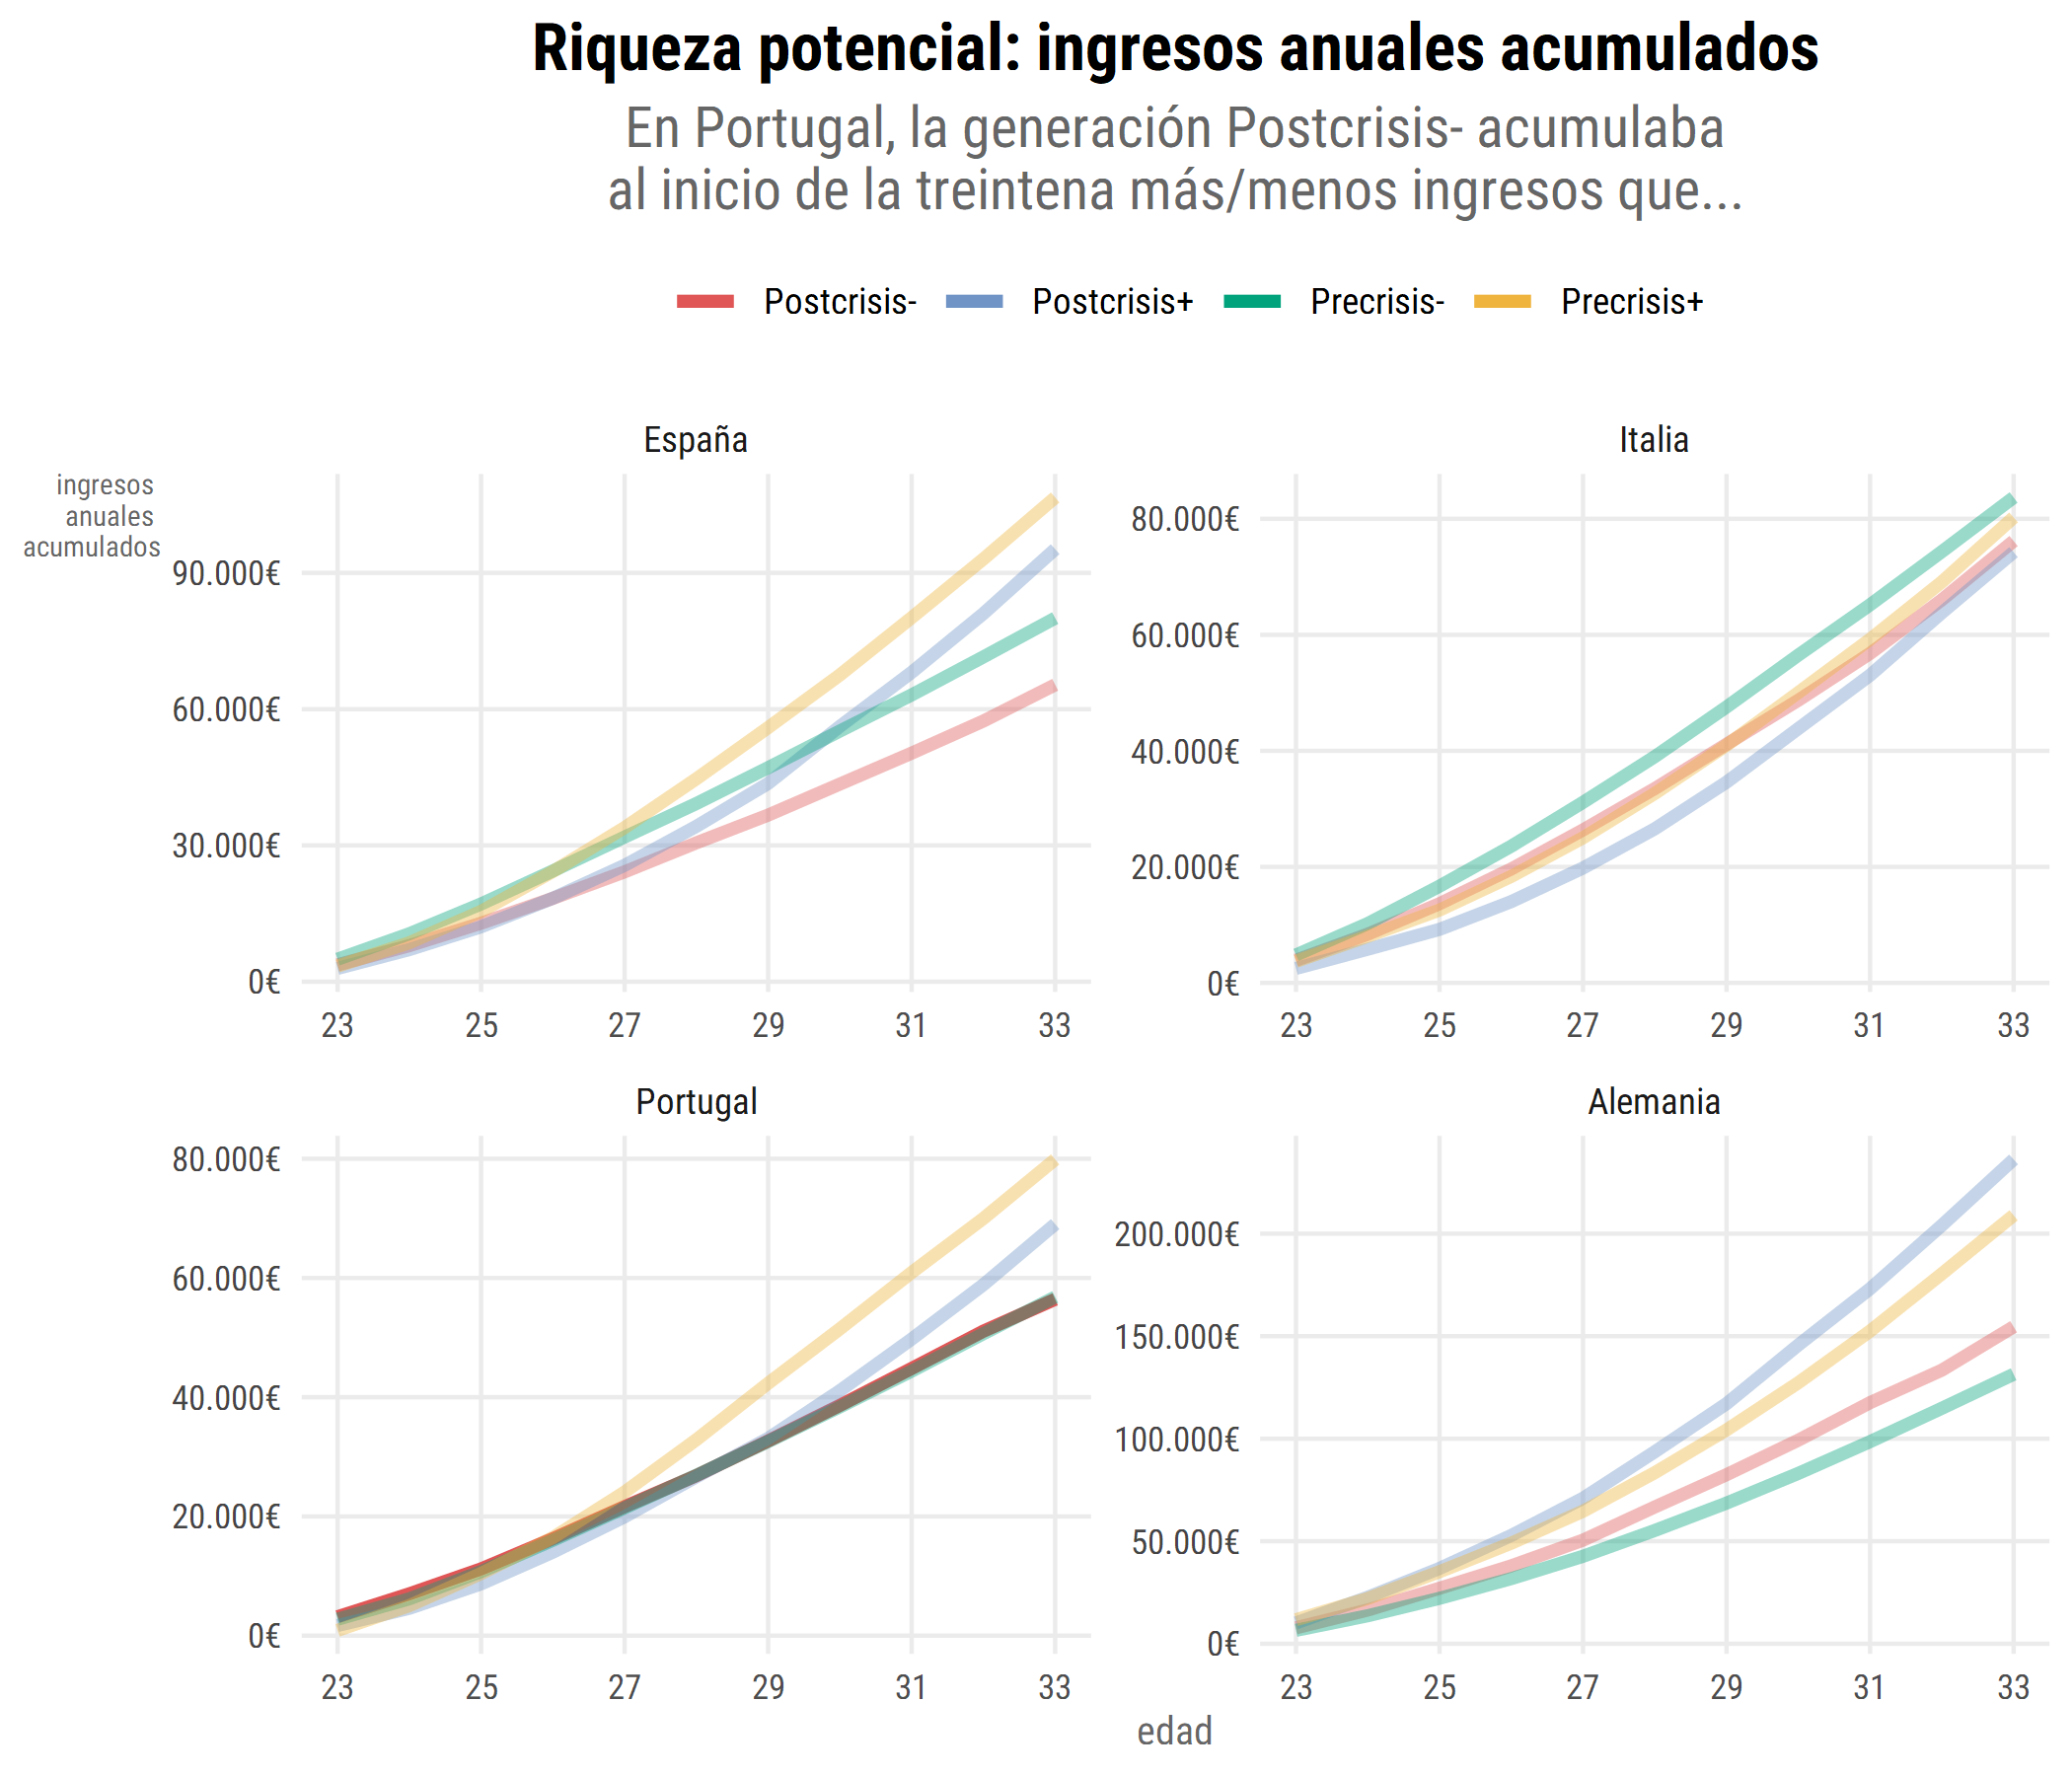 Riqueza potencial: ingresos anuales acumulados
En Portugal, la generación Postcrisis- acumulaba
al inicio de la treintena más/menos ingresos que...
Postcrisis- Postcrisis+ Precrisis- Precrisis+
ingresos
anuales
acumulados
España
90.000€
60.000€
30.000€
0€
23 25 27 29 31 33
Italia
80.000€
60.000€
40.000€
20.000€
0€
23 25 27 29 31 33
Portugal
80.000€
60.000€
40.000€
20.000€
0€
23 25 27 29 31 33
Alemania
200.000€
150.000€
100.000€
50.000€
0€
23 25 27 29 31 33
edad